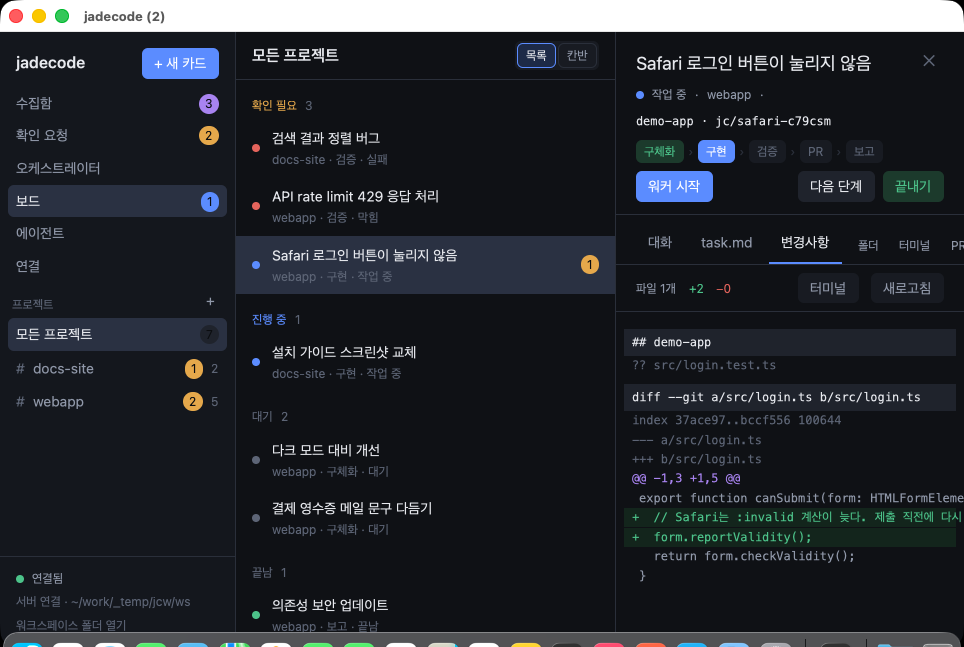 jadecode (2)
jadecode
+ 새 카드
수집함 3
확인 요청 2
오케스트레이터
보드 1
에이전트
연결
프로젝트 +
모든 프로젝트 7
# docs-site 1 2
# webapp 2 5
연결됨
서버 연결 · ~/work/_temp/jcw/ws
워크스페이스 폴더 열기
모든 프로젝트
목록 칸반
확인 필요 3
검색 결과 정렬 버그
docs-site · 검증 · 실패
API rate limit 429 응답 처리
webapp · 검증 · 막힘
Safari 로그인 버튼이 눌리지 않음
webapp · 구현 · 작업 중
1
진행 중 1
설치 가이드 스크린샷 교체
docs-site · 구현 · 작업 중
대기 2
다크 모드 대비 개선
webapp · 구체화 · 대기
결제 영수증 메일 문구 다듬기
webapp · 구체화 · 대기
끝남 1
의존성 보안 업데이트
webapp · 보고 · 끝남
Safari 로그인 버튼이 눌리지 않음
작업 중 · webapp ·
demo-app · jc/safari-c79csm
구체화 › 구현 › 검증 › PR › 보고
워커 시작 다음 단계 끝내기
대화 task.md 변경사항 폴더 터미널 PR
파일 1개 +2 −0 터미널 새로고침
## demo-app
?? src/login.test.ts
diff --git a/src/login.ts b/src/login.ts
index 37ace97..bccf556 100644
--- a/src/login.ts
+++ b/src/login.ts
@@ -1,3 +1,5 @@
export function canSubmit(form: HTMLFormEleme
+ // Safari는 :invalid 계산이 늦다. 제출 직전에 다시
+ form.reportValidity();
return form.checkValidity();
}